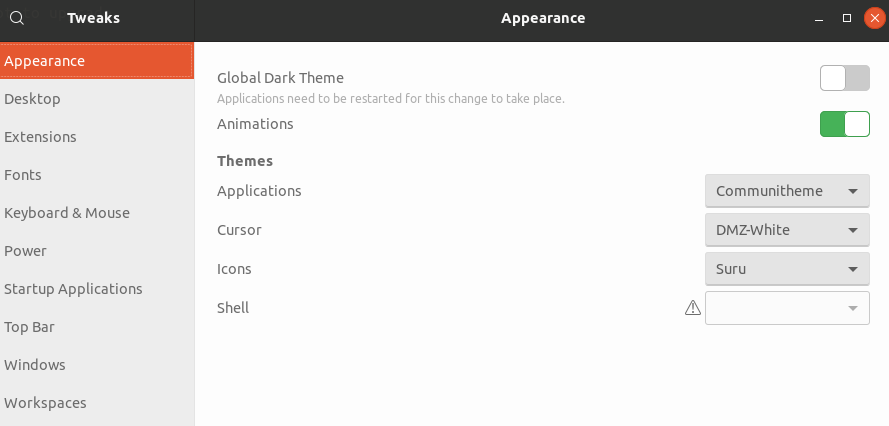 Tweaks
Appearance
Appearance
Desktop
Extensions
Fonts
Keyboard & Mouse
Power
Startup Applications
Top Bar
Windows
Workspaces
Global Dark Theme
Applications need to be restarted for this change to take place.
Animations
Themes
Applications
Communitheme
Cursor
DMZ-White
Icons
Suru
Shell